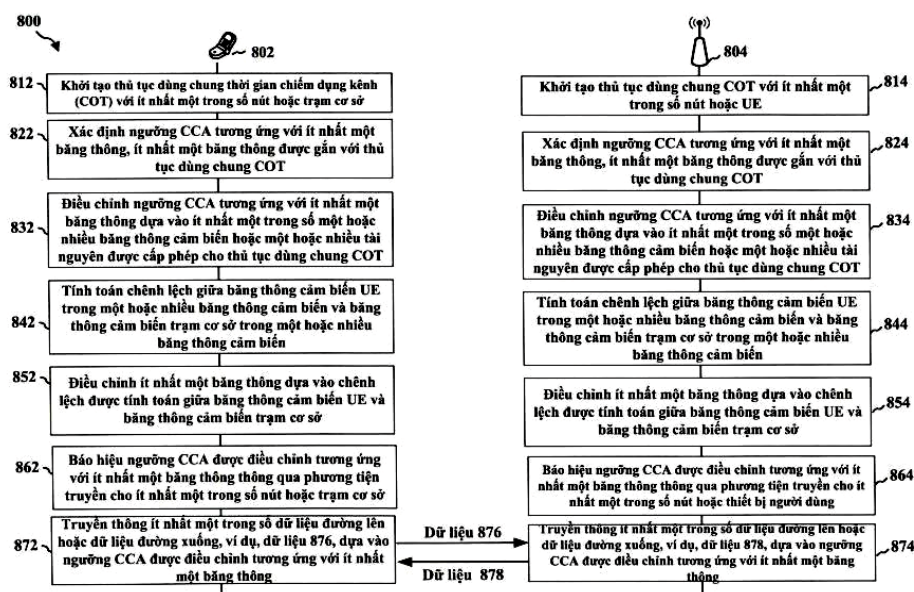 800
802
812
Khởi tạo thủ tục dùng chung thời gian chiếm dụng kênh
(COT) với ít nhất một trong số nút hoặc trạm cơ sở
822
Xác định ngưỡng CCA tương ứng với ít nhất một
băng thông, ít nhất một băng thông được gắn với thủ
tục dùng chung COT
832
Điều chỉnh ngưỡng CCA tương ứng với ít nhất một
băng thông dựa vào ít nhất một trong số một hoặc
nhiều băng thông cảm biến hoặc một hoặc nhiều tài
nguyên được cấp phép cho thủ tục dùng chung COT
842
Tính toán chênh lệch giữa băng thông cảm biến UE
trong một hoặc nhiều băng thông cảm biến và băng
thông cảm biến trạm cơ sở trong một hoặc nhiều
băng thông cảm biến
852
Điều chỉnh ít nhất một băng thông dựa vào chênh
lệch được tính toán giữa băng thông cảm biến UE và
băng thông cảm biến trạm cơ sở
862
Báo hiệu ngưỡng CCA được điều chỉnh tương ứng
với ít nhất một băng thông thông qua phương tiện
truyền cho ít nhất một trong số nút hoặc trạm cơ sở
872
Truyền thông ít nhất một trong số dữ liệu đường lên
hoặc dữ liệu đường xuống, ví dụ, dữ liệu 876, dựa vào
ngưỡng CCA được điều chỉnh tương ứng với ít nhất
một băng thông
Dữ liệu 876
Dữ liệu 878
804
Khởi tạo thủ tục dùng chung COT với ít nhất một
trong số nút hoặc UE
814
Xác định ngưỡng CCA tương ứng với ít nhất một
băng thông, ít nhất một băng thông được gắn với thủ
tục dùng chung COT
824
Điều chỉnh ngưỡng CCA tương ứng với ít nhất một
băng thông dựa vào ít nhất một trong số một hoặc
nhiều băng thông cảm biến hoặc một hoặc nhiều tài
nguyên được cấp phép cho thủ tục dùng chung COT
834
Tính toán chênh lệch giữa băng thông cảm biến UE
trong một hoặc nhiều băng thông cảm biến và băng
thông cảm biến trạm cơ sở trong một hoặc nhiều
băng thông cảm biến
844
Điều chỉnh ít nhất một băng thông dựa vào chênh
lệch được tính toán giữa băng thông cảm biến UE và
băng thông cảm biến trạm cơ sở
854
Báo hiệu ngưỡng CCA được điều chỉnh tương ứng với ít
nhất một băng thông thông qua phương tiện truyền cho ít
nhất một trong số nút hoặc thiết bị người dùng
864
Truyền thông ít nhất một trong số dữ liệu đường lên hoặc
dữ liệu đường xuống, ví dụ, dữ liệu 878, dựa vào ngưỡng
CCA được điều chỉnh tương ứng với ít nhất một băng
thông
874